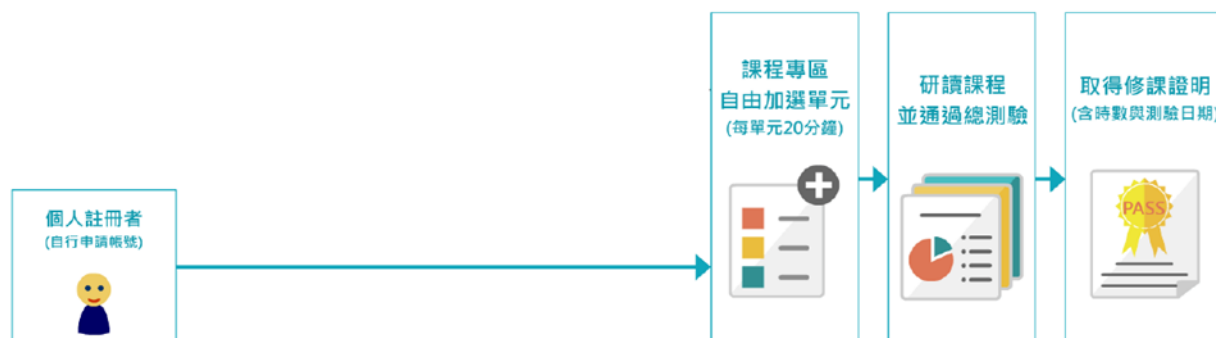 個人註冊者
(自行申請帳號)
課程專區
自由加選單元
(每單元20分鐘)
研讀課程
並通過總測驗
取得修課證明
(含時數與測驗日期)
PASS